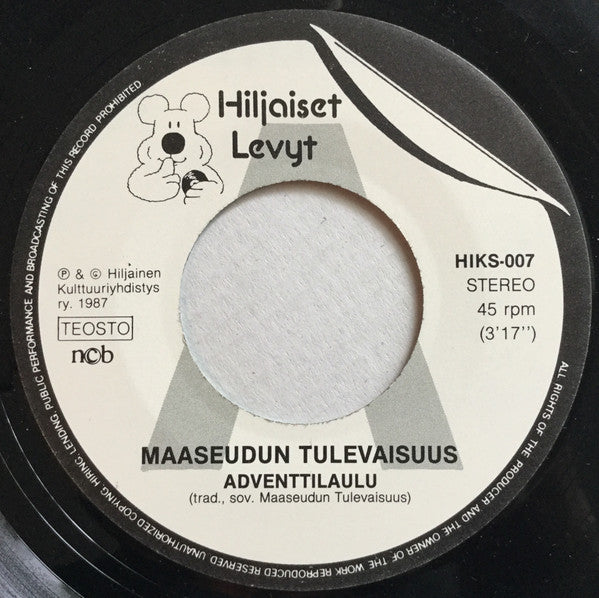 Hiljaiset
Levyt
℗ & © Hiljainen
Kulttuuriyhdistys
ry. 1987
TEOSTO
ncb
HIKS-007
STEREO
45 rpm
(3'17'')
A
MAASEUDUN TULEVAISUUS
ADVENTTILAULU
(trad., sov. Maaseudun Tulevaisuus)
ALL RIGHTS OF THE PRODUCER AND THE OWNER OF THE WORK REPRODUCED RESERVED UNAUTHORIZED COPYING HIRING, LENDING, PUBLIC PERFORMANCE AND BROADCASTING OF THIS RECORD PROHIBITED